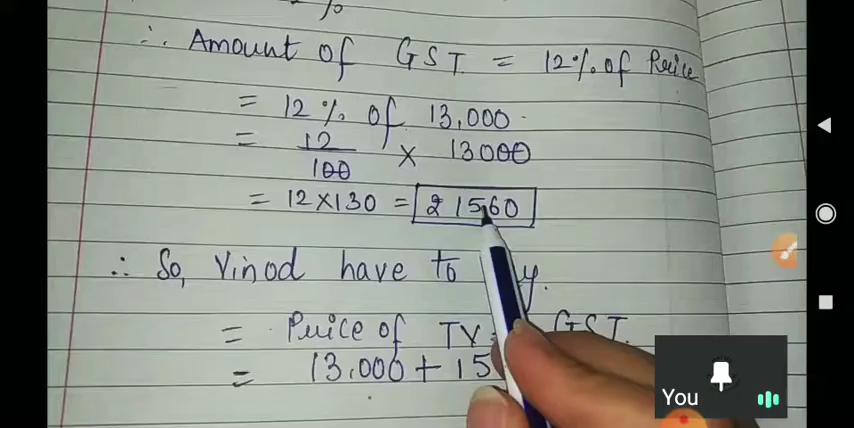 %
∴ Amount of GST = 12% of Price
= 12% of 13,000
= 12/100 × 13000
= 12×130 = ₹ 1560
∴ So, Vinod have to
= Price of TV GST.
= 13,000 + 15
You